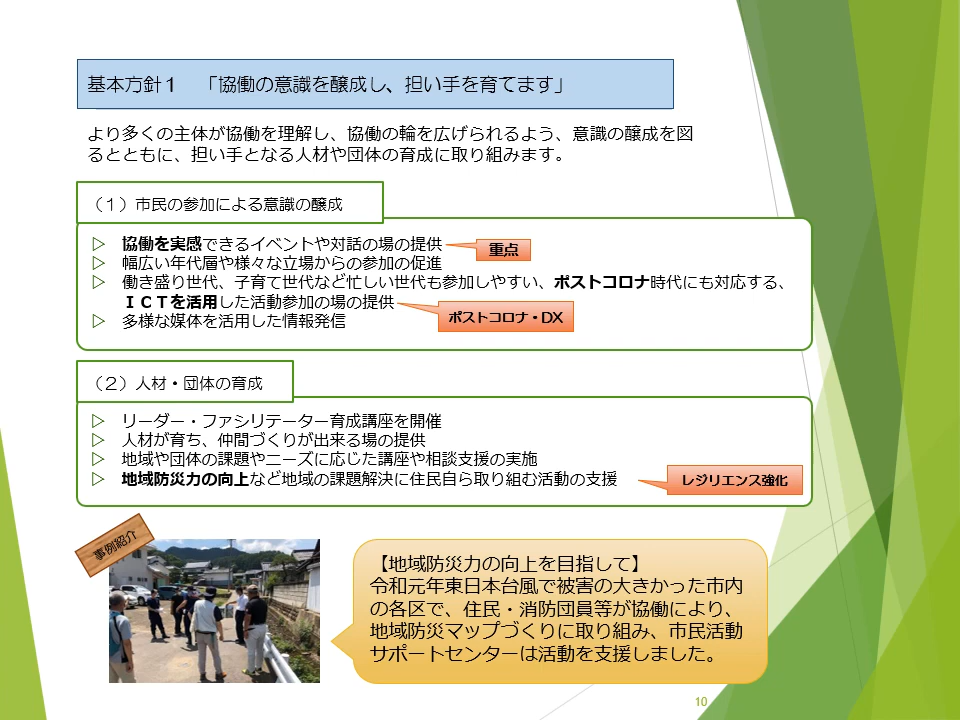 基本方針１　「協働の意識を醸成し、担い手を育てます」
より多くの主体が協働を理解し、協働の輪を広げられるよう、意識の醸成を図
るとともに、担い手となる人材や団体の育成に取り組みます。
（１）市民の参加による意識の醸成
▷ 協働を実感できるイベントや対話の場の提供
重点
▷ 幅広い年代層や様々な立場からの参加の促進
▷ 働き盛り世代、子育て世代など忙しい世代も参加しやすい、ポストコロナ時代にも対応する、
ＩＣＴを活用した活動参加の場の提供
ポストコロナ・DX
▷ 多様な媒体を活用した情報発信
（２）人材・団体の育成
▷ リーダー・ファシリテーター育成講座を開催
▷ 人材が育ち、仲間づくりが出来る場の提供
▷ 地域や団体の課題やニーズに応じた講座や相談支援の実施
▷ 地域防災力の向上など地域の課題解決に住民自ら取り組む活動の支援
レジリエンス強化
事例紹介
【地域防災力の向上を目指して】
令和元年東日本台風で被害の大きかった市内
の各区で、住民・消防団員等が協働により、
地域防災マップづくりに取り組み、市民活動
サポートセンターは活動を支援しました。
10